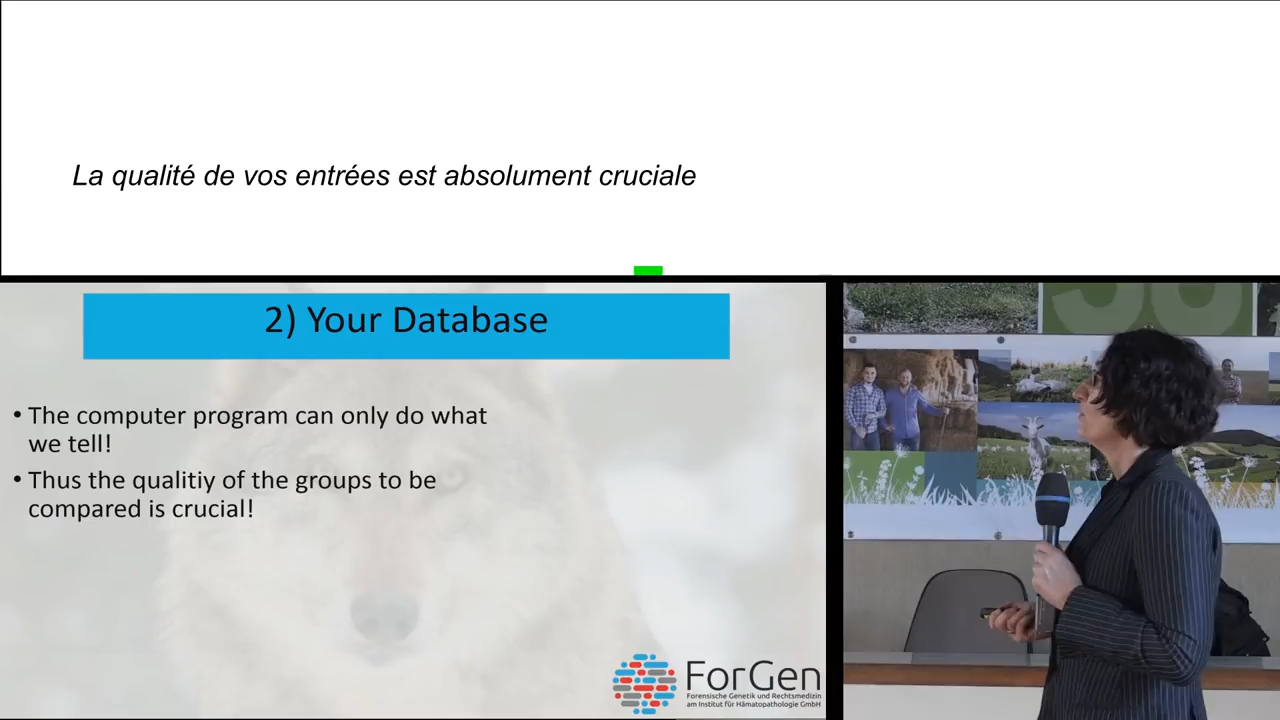 La qualité de vos entrées est absolument cruciale
2) Your Database
• The computer program can only do what
we tell!
• Thus the qualitiy of the groups to be
compared is crucial!
ForGen
Forensische Genetik und Rechtsmedizin
am Institut für Hämatopathologie GmbH